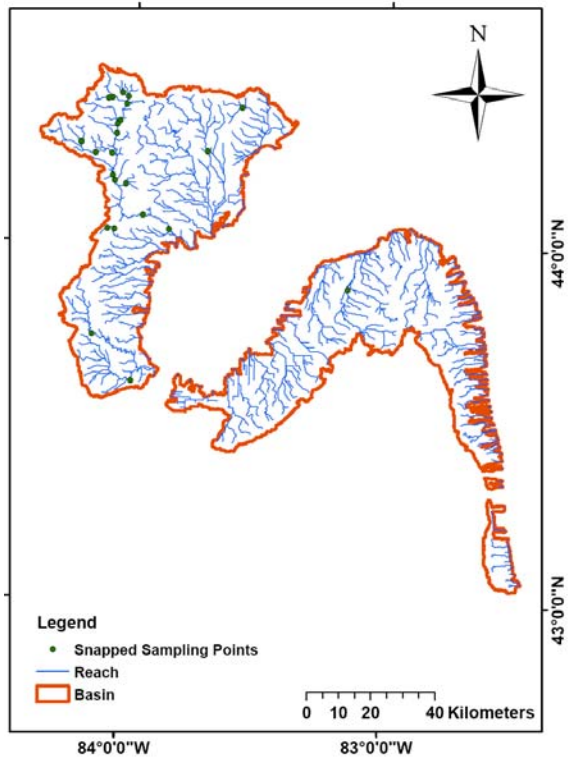 N
44°0'0"N
43°0'0"N
Legend
Snapped Sampling Points
Reach
Basin
0 10 20 40 Kilometers
84°0'0"W 83°0'0"W